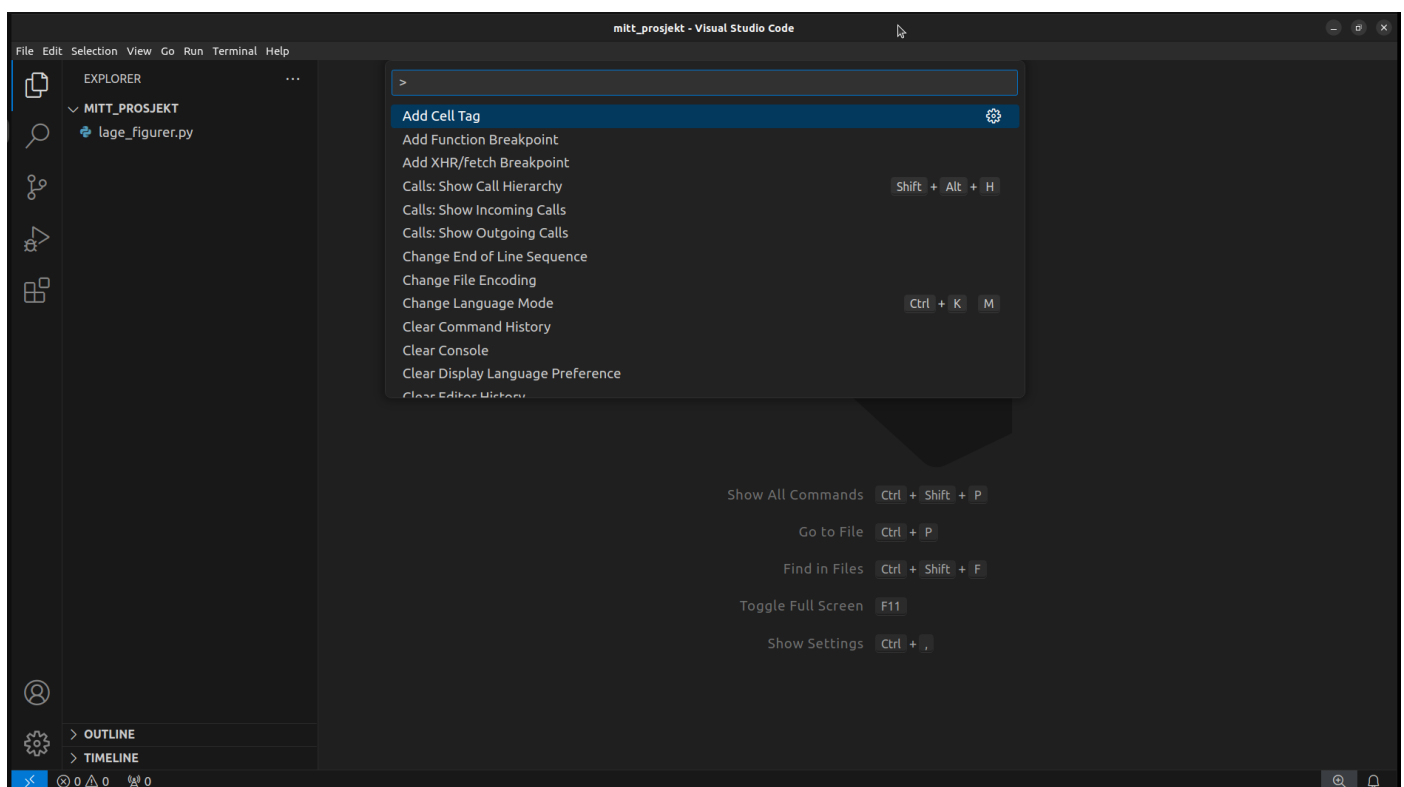 mitt_prosjekt - Visual Studio Code
File Edit Selection View Go Run Terminal Help
EXPLORER ...
MITT_PROSJEKT
lage_figurer.py
>
Add Cell Tag
Add Function Breakpoint
Add XHR/fetch Breakpoint
Calls: Show Call Hierarchy Shift + Alt + H
Calls: Show Incoming Calls
Calls: Show Outgoing Calls
Change End of Line Sequence
Change File Encoding
Change Language Mode Ctrl + K M
Clear Command History
Clear Console
Clear Display Language Preference
Clear Editor History
Show All Commands Ctrl + Shift + P
Go to File Ctrl + P
Find in Files Ctrl + Shift + F
Toggle Full Screen F11
Show Settings Ctrl + ,
> OUTLINE
> TIMELINE
0 0 0